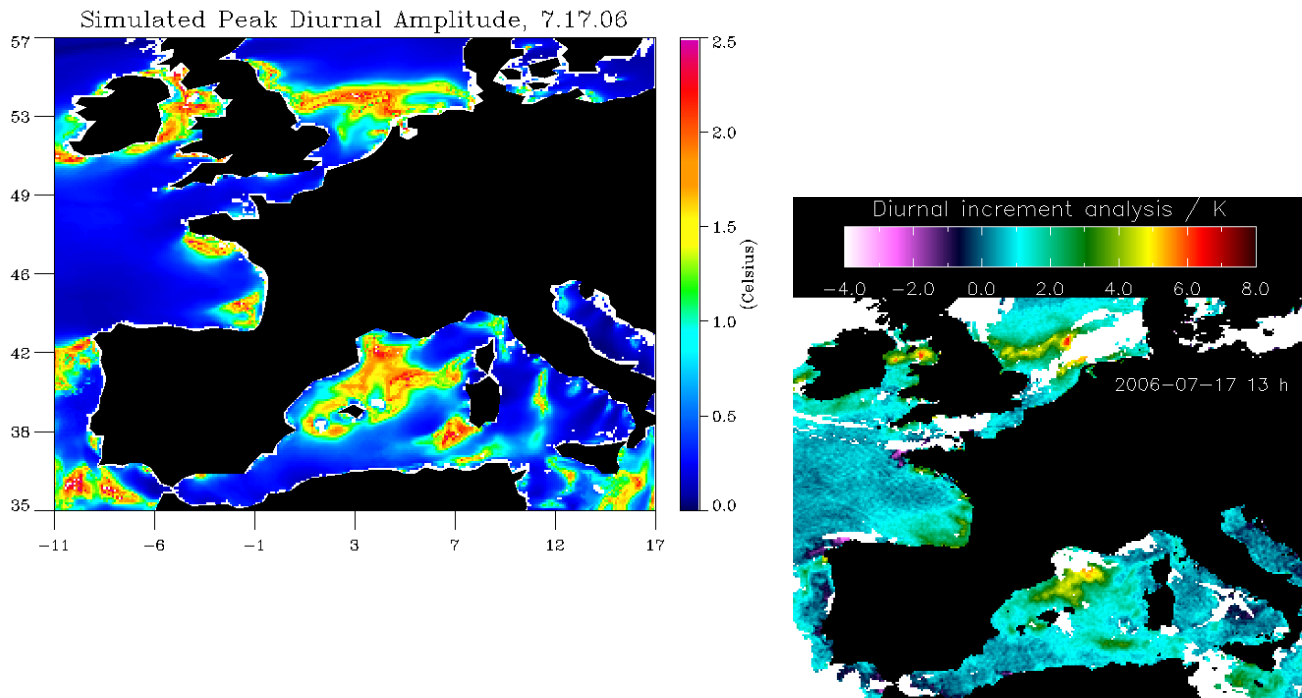 Simulated Peak Diurnal Amplitude, 7.17.06
57
53
49
46
42
38
35
-11 -6 -1 3 7 12 17
2.5
2.0
1.5
1.0
0.5
0.0
(Celsius)
Diurnal increment analysis / K
-4.0 -2.0 0.0 2.0 4.0 6.0 8.0
2006-07-17 13 h